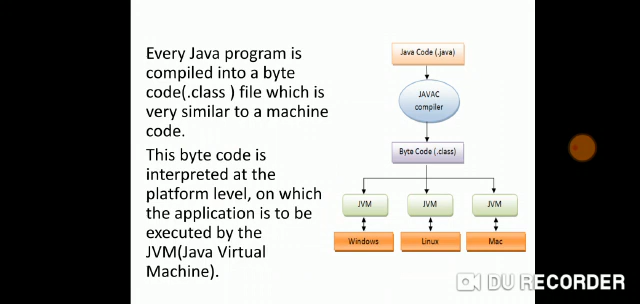 Every Java program is
compiled into a byte
code(.class ) file which is
very similar to a machine
code.
This byte code is
interpreted at the
platform level, on which
the application is to be
executed by the
JVM(Java Virtual
Machine).
Java Code (.java)
JAVAC
compiler
Byte Code (.class)
JVM JVM JVM
Windows Linux Mac
DU RECORDER